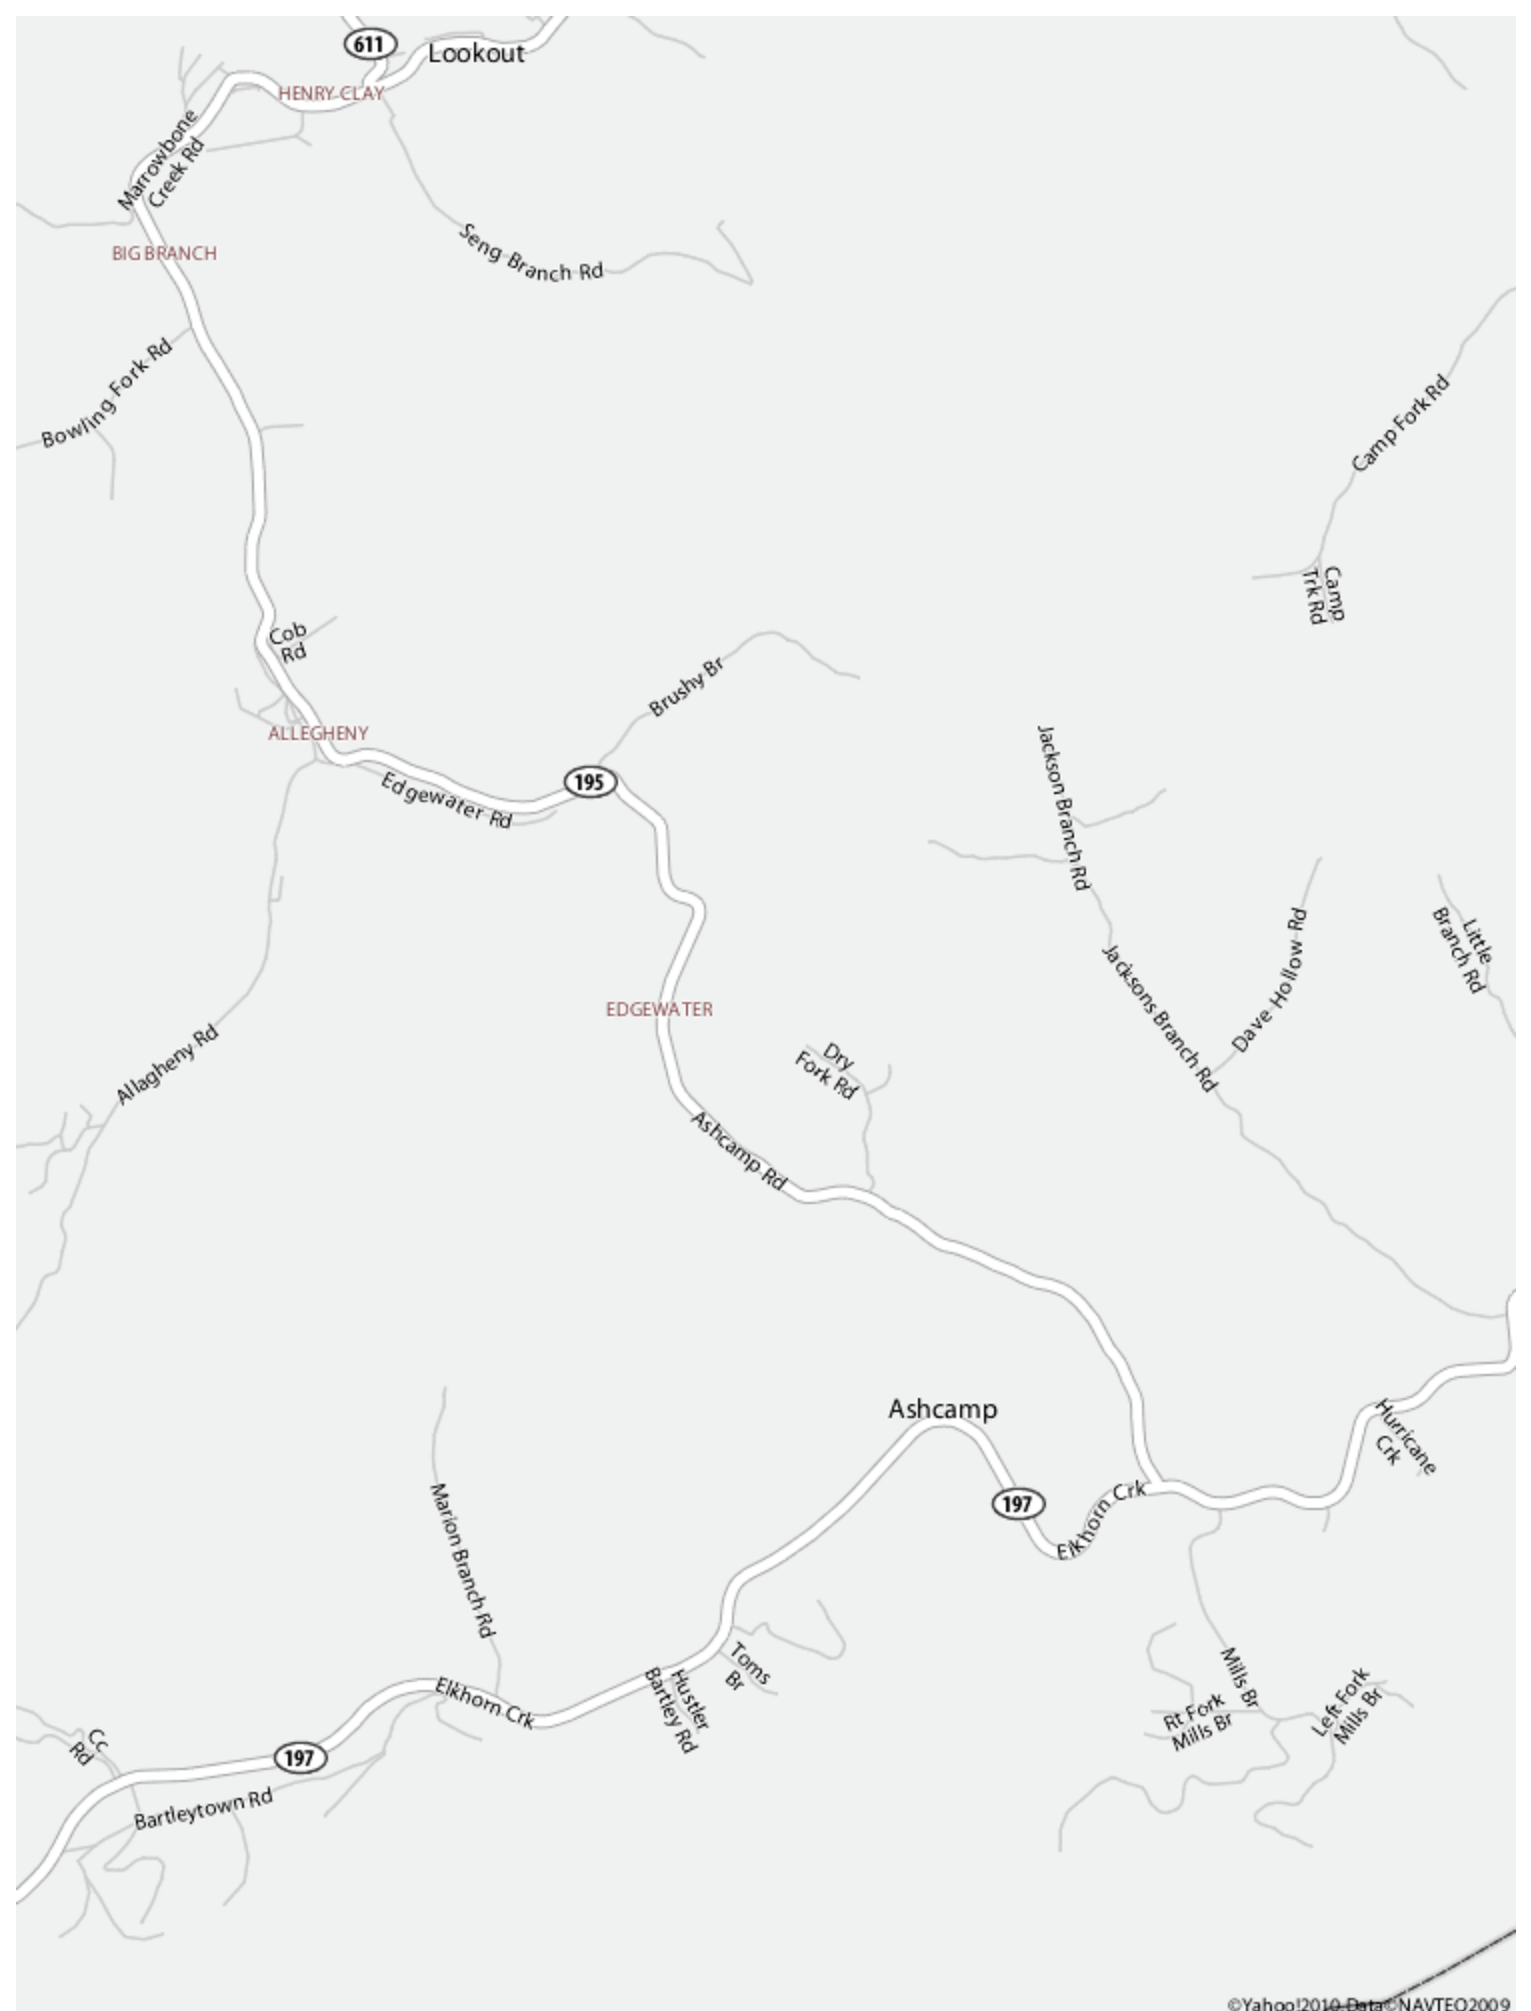 611
Lookout
HENRY CLAY
Marrowbone
Creek Rd
BIG BRANCH
Seng Branch Rd
Bowling Fork Rd
Camp Fork Rd
Camp
Trk Rd
Cob
Rd
Brushy Br
ALLEGHENY
Edgewater Rd
195
Jackson Branch Rd
Little
Branch Rd
Dave Hollow Rd
Jacksons Branch Rd
EDGEWATER
Allagheny Rd
Dry
Fork Rd
Ashcamp Rd
Ashcamp
Hurricane
Crk
197
Elkhorn Crk
Marion Branch Rd
Toms
Br
Mills Br
Hustler
Bartley Rd
Elkhorn Crk
Rt Fork
Mills Br
Left Fork
Mills Br
Cc
Rd
197
Bartleytown Rd
©Yahoo!2010 Data©NAVTEQ2009